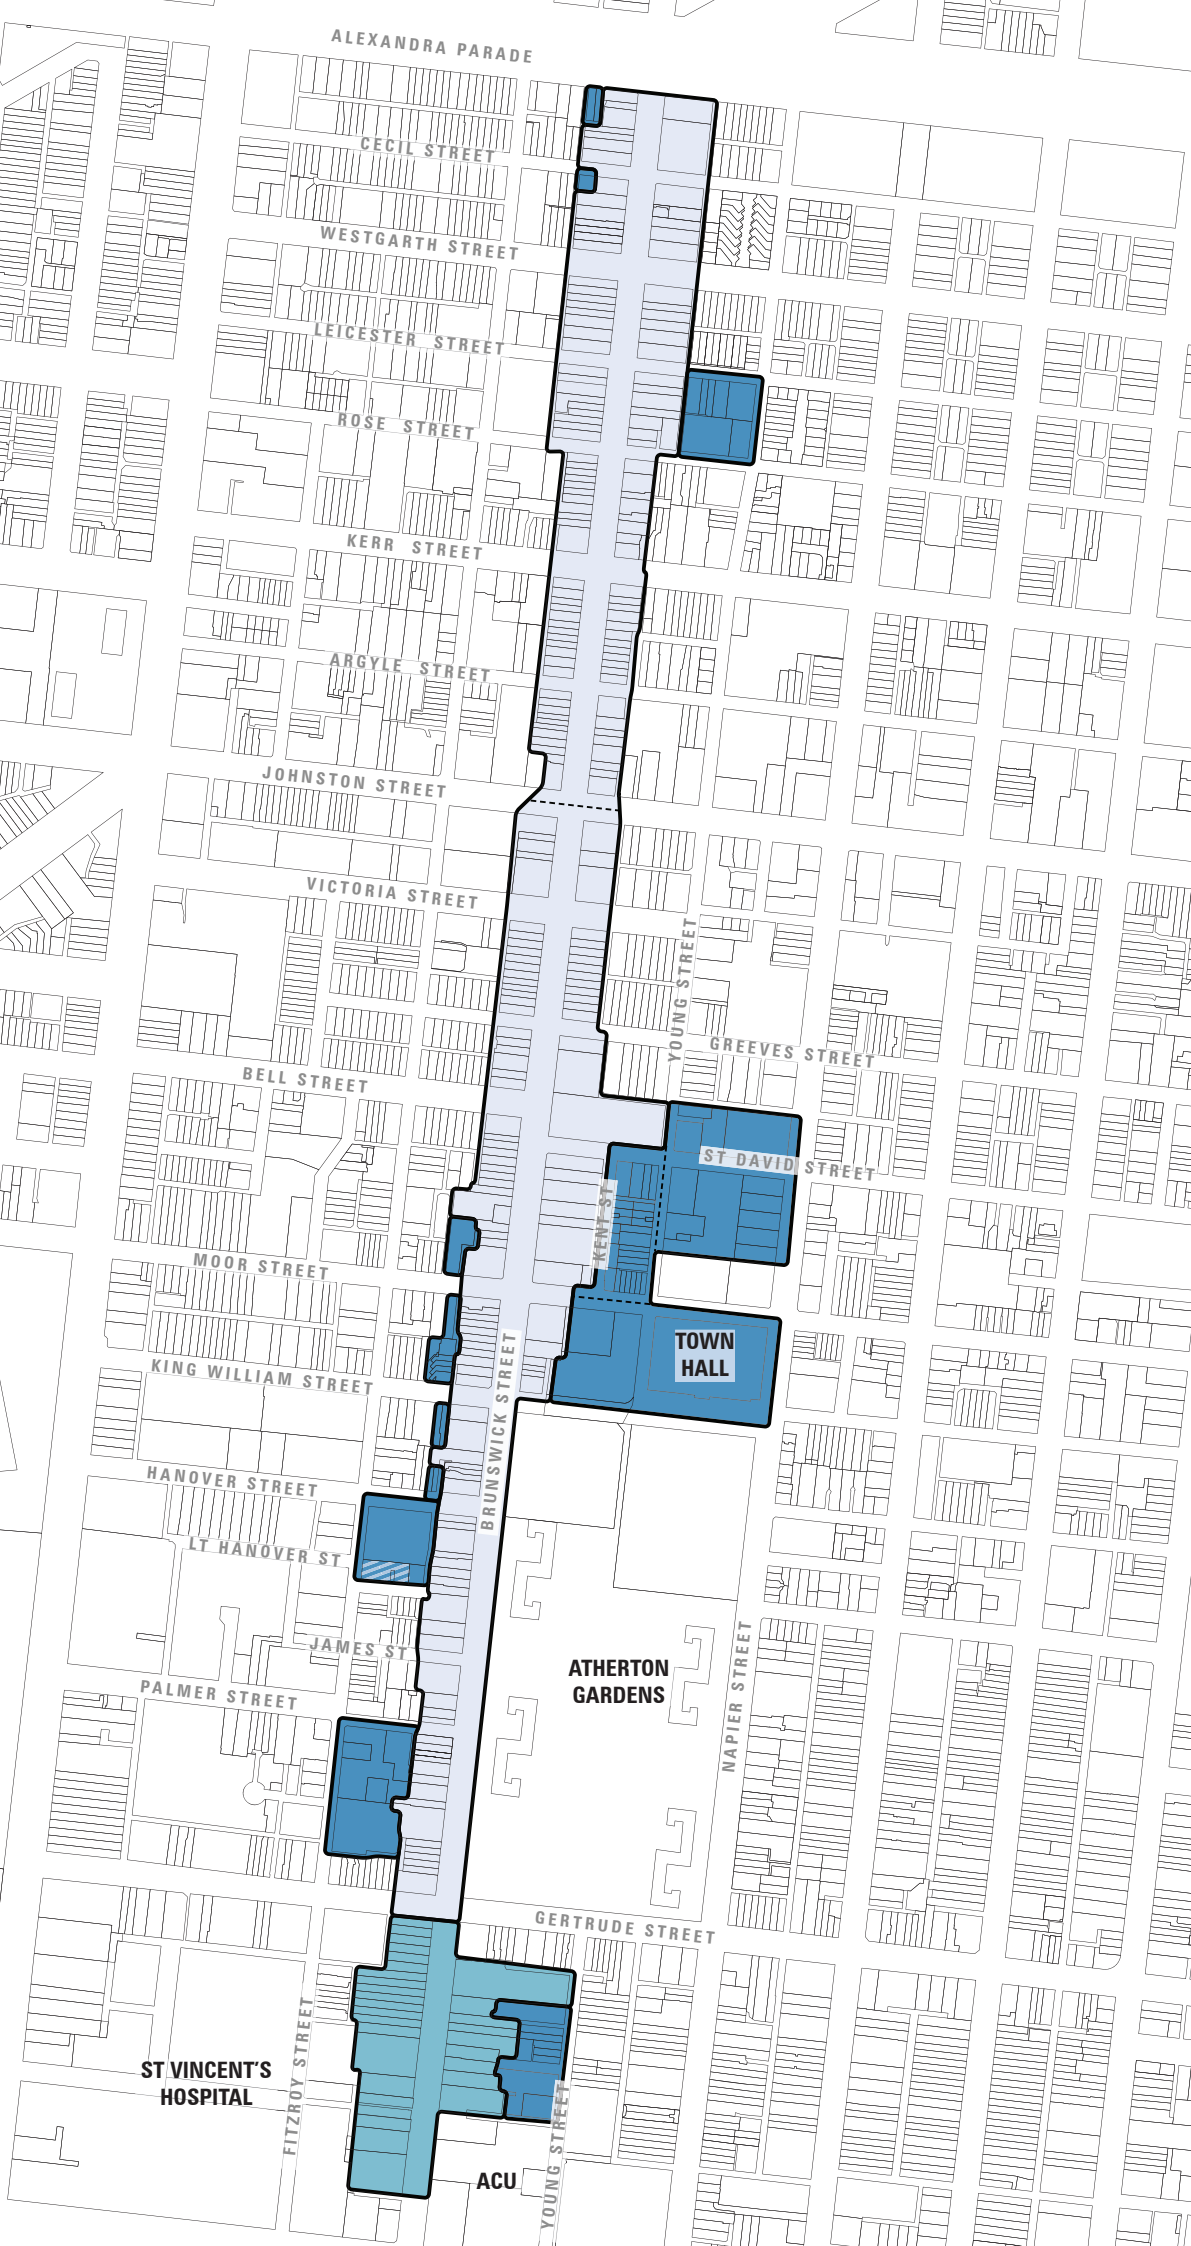 ALEXANDRA PARADE
CECIL STREET
WESTGARTH STREET
LEICESTER STREET
ROSE STREET
KERR STREET
ARGYLE STREET
JOHNSTON STREET
VICTORIA STREET
YOUNG STREET
GREEVES STREET
BELL STREET
ST DAVID STREET
KENT ST
MOOR STREET
TOWN
HALL
KING WILLIAM STREET
BRUNSWICK STREET
HANOVER STREET
LT HANOVER ST
JAMES ST
ATHERTON
GARDENS
NAPIER STREET
PALMER STREET
GERTRUDE STREET
FITZROY STREET
ST VINCENT'S
HOSPITAL
YOUNG STREET
ACU